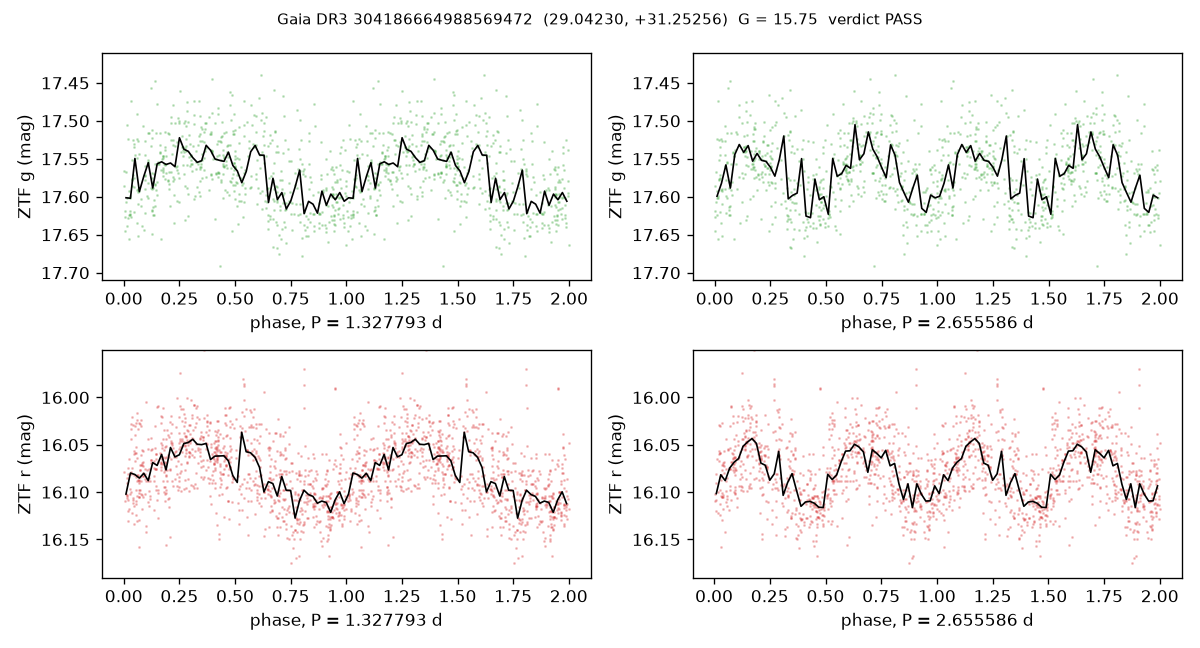 Gaia DR3 304186664988569472 (29.04230, +31.25256) G = 15.75 verdict PASS
ZTF g (mag)
17.45
17.50
17.55
17.60
17.65
17.70
0.00 0.25 0.50 0.75 1.00 1.25 1.50 1.75 2.00
phase, P = 1.327793 d
ZTF g (mag)
17.45
17.50
17.55
17.60
17.65
17.70
0.00 0.25 0.50 0.75 1.00 1.25 1.50 1.75 2.00
phase, P = 2.655586 d
ZTF r (mag)
16.00
16.05
16.10
16.15
0.00 0.25 0.50 0.75 1.00 1.25 1.50 1.75 2.00
phase, P = 1.327793 d
ZTF r (mag)
16.00
16.05
16.10
16.15
0.00 0.25 0.50 0.75 1.00 1.25 1.50 1.75 2.00
phase, P = 2.655586 d